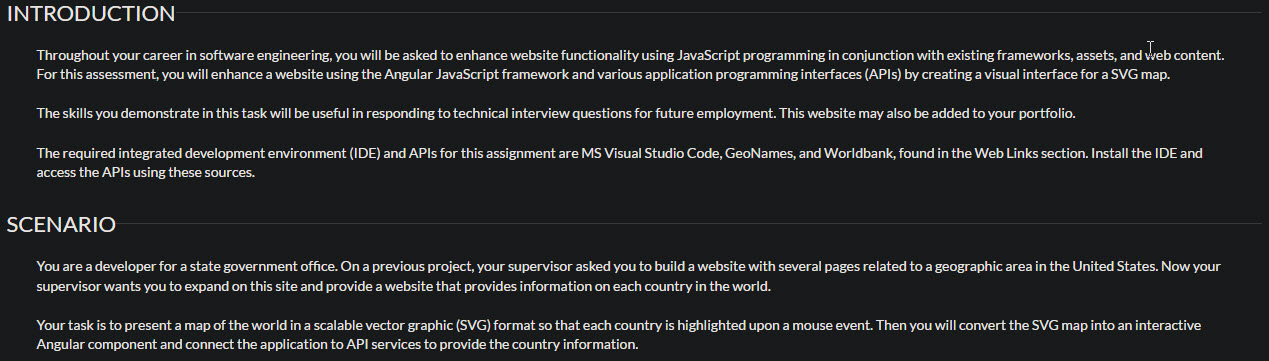 INTRODUCTION
Throughout your career in software engineering, you will be asked to enhance website functionality using JavaScript programming in conjunction with existing frameworks, assets, and web content.
For this assessment, you will enhance a website using the Angular JavaScript framework and various application programming interfaces (APIs) by creating a visual interface for a SVG map.
The skills you demonstrate in this task will be useful in responding to technical interview questions for future employment. This website may also be added to your portfolio.
The required integrated development environment (IDE) and APIs for this assignment are MS Visual Studio Code, GeoNames, and Worldbank, found in the Web Links section. Install the IDE and
access the APIs using these sources.
SCENARIO
You are a developer for a state government office. On a previous project, your supervisor asked you to build a website with several pages related to a geographic area in the United States. Now your
supervisor wants you to expand on this site and provide a website that provides information on each country in the world.
Your task is to present a map of the world in a scalable vector graphic (SVG) format so that each country is highlighted upon a mouse event. Then you will convert the SVG map into an interactive
Angular component and connect the application to API services to provide the country information.